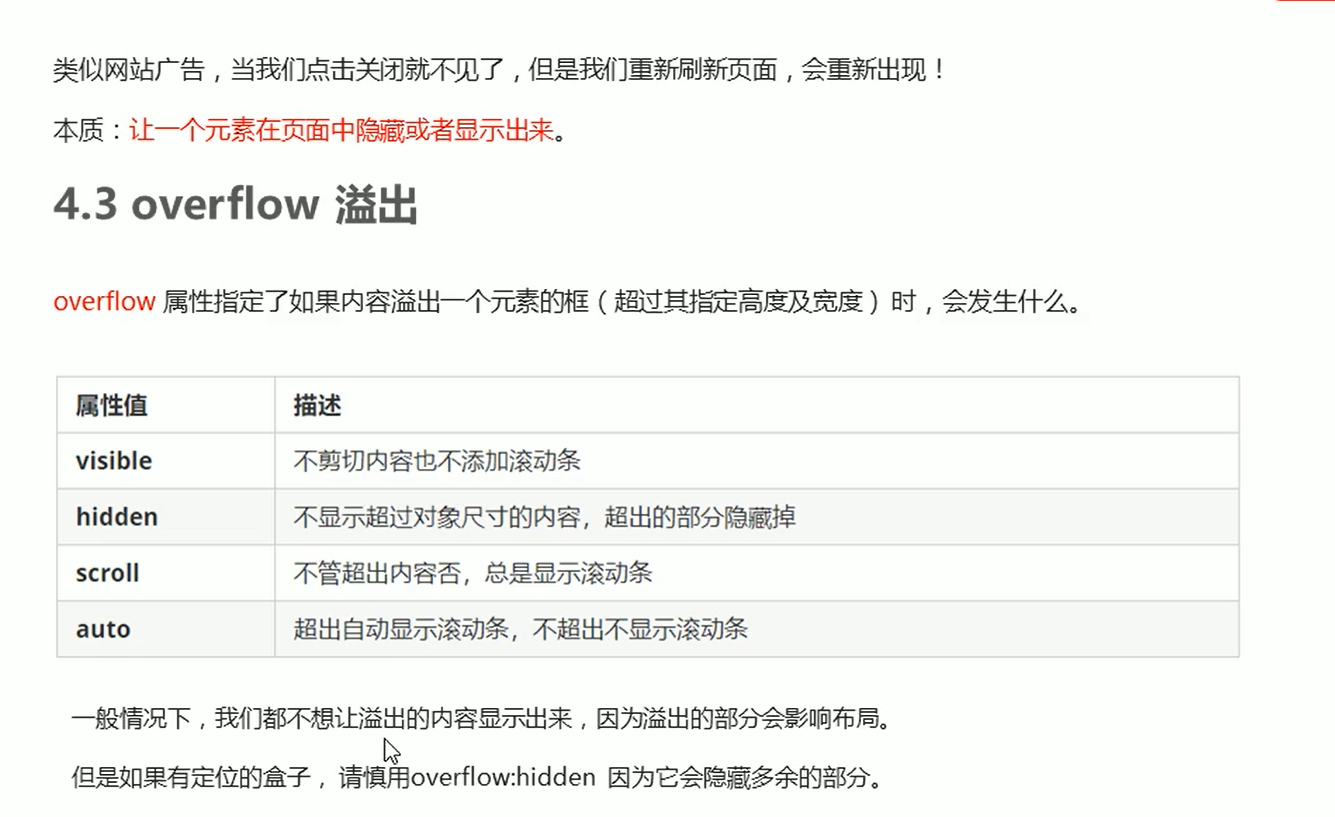 类似网站广告，当我们点击关闭就不见了，但是我们重新刷新页面，会重新出现！
本质：让一个元素在页面中隐藏或者显示出来。
4.3 overflow 溢出
overflow 属性指定了如果内容溢出一个元素的框（超过其指定高度及宽度）时，会发生什么。
属性值 描述
visible 不剪切内容也不添加滚动条
hidden 不显示超过对象尺寸的内容，超出的部分隐藏掉
scroll 不管超出内容否，总是显示滚动条
auto 超出自动显示滚动条，不超出不显示滚动条
一般情况下，我们都不想让溢出的内容显示出来，因为溢出的部分会影响布局。
但是如果有定位的盒子，请慎用overflow:hidden 因为它会隐藏多余的部分。